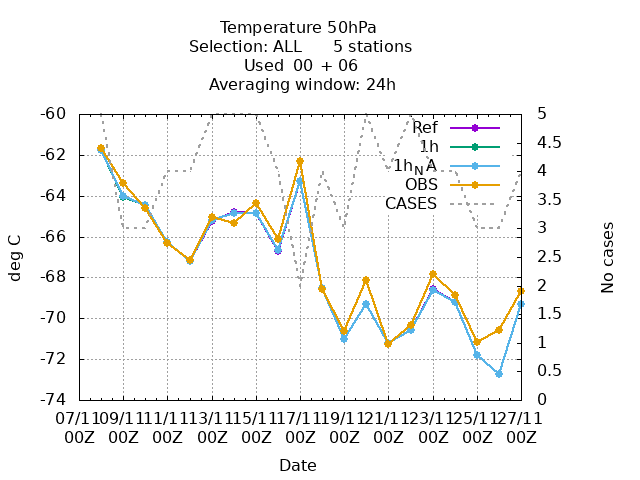 Temperature 50hPa
Selection: ALL 5 stations
Used 00 + 06
Averaging window: 24h
-60
-62
-64
-66
-68
-70
-72
-74
deg C
5
4.5
4
3.5
3
2.5
2
1.5
1
0.5
0
No cases
Ref
1h
1hNA
OBS
CASES
07/11 09/11 11/11 13/11 15/11 17/11 19/11 21/11 23/11 25/11 27/11
00Z 00Z 00Z 00Z 00Z 00Z 00Z 00Z 00Z 00Z 00Z
Date